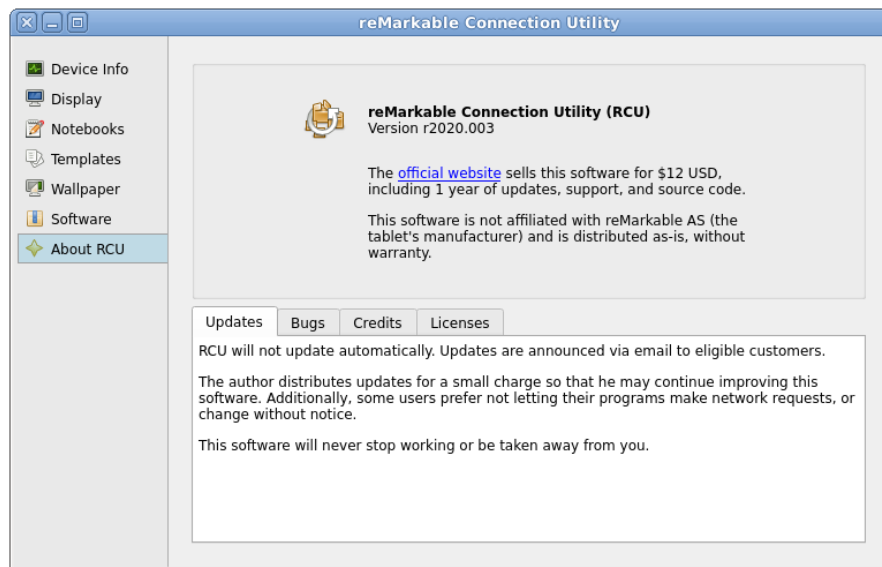 reMarkable Connection Utility
Device Info
Display
Notebooks
Templates
Wallpaper
Software
About RCU
reMarkable Connection Utility (RCU)
Version r2020.003
The official website sells this software for $12 USD,
including 1 year of updates, support, and source code.
This software is not affiliated with reMarkable AS (the
tablet's manufacturer) and is distributed as-is, without
warranty.
Updates Bugs Credits Licenses
RCU will not update automatically. Updates are announced via email to eligible customers.
The author distributes updates for a small charge so that he may continue improving this
software. Additionally, some users prefer not letting their programs make network requests, or
change without notice.
This software will never stop working or be taken away from you.